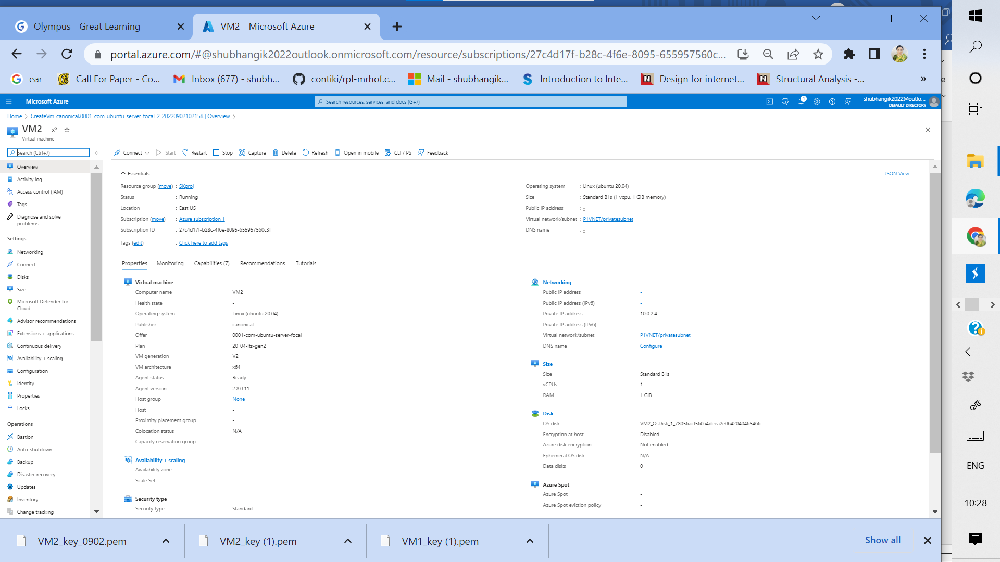 Olympus - Great Learning
VM2 - Microsoft Azure
portal.azure.com/#@shubhangik2022outlook.onmicrosoft.com/resource/subscriptions/27c4d17f-b28c-4f6e-8095-655957560c...
ear
Call For Paper - Co...
Inbox (677) - shubh...
contiki/rpl-mrhof.c...
Mail - shubhangik...
Introduction to Inte...
Design for internet...
Structural Analysis -...
»
Microsoft Azure
Search resources, services, and docs (G+/)
1
shubhangik2022@outlo...
DEFAULT DIRECTORY
Home > CreateVm-canonical.0001-com-ubuntu-server-focal-2-20220902102158 | Overview >
VM2
Virtual machine
Search (Ctrl+/)
«
Connect
Start
Restart
Stop
Capture
Delete
Refresh
Open in mobile
CLI / PS
Feedback
Overview
Activity log
Access control (IAM)
Tags
Diagnose and solve
problems
Settings
Networking
Connect
Disks
Size
Microsoft Defender for
Cloud
Advisor recommendations
Extensions + applications
Continuous delivery
Availability + scaling
Configuration
Identity
Properties
Locks
Operations
Bastion
Auto-shutdown
Backup
Disaster recovery
Updates
Inventory
Change tracking
Essentials
JSON View
Resource group (move) : SKproj
Status : Running
Location : East US
Subscription (move) : Azure subscription 1
Subscription ID : 27c4d17f-b28c-4f6e-8095-655957560c3f
Tags (edit) : Click here to add tags
Operating system : Linux (ubuntu 20.04)
Size : Standard B1s (1 vcpu, 1 GiB memory)
Public IP address : -
Virtual network/subnet : P1VNET/privatesubnet
DNS name : -
Properties
Monitoring
Capabilities (7)
Recommendations
Tutorials
Virtual machine
Computer name VM2
Health state -
Operating system Linux (ubuntu 20.04)
Publisher canonical
Offer 0001-com-ubuntu-server-focal
Plan 20_04-lts-gen2
VM generation V2
VM architecture x64
Agent status Ready
Agent version 2.8.0.11
Host group None
Host -
Proximity placement group -
Colocation status N/A
Capacity reservation group -
Availability + scaling
Availability zone -
Scale Set -
Security type
Security type Standard
Networking
Public IP address -
Public IP address (IPv6) -
Private IP address 10.0.2.4
Private IP address (IPv6) -
Virtual network/subnet P1VNET/privatesubnet
DNS name Configure
Size
Size Standard B1s
vCPUs 1
RAM 1 GiB
Disk
OS disk VM2_OsDisk_1_78056acf560a4deea2e0642040465466
Encryption at host Disabled
Azure disk encryption Not enabled
Ephemeral OS disk N/A
Data disks 0
Azure Spot
Azure Spot -
Azure Spot eviction policy -
VM2_key_0902.pem
VM2_key (1).pem
VM1_key (1).pem
Show all
e
ENG
10:28